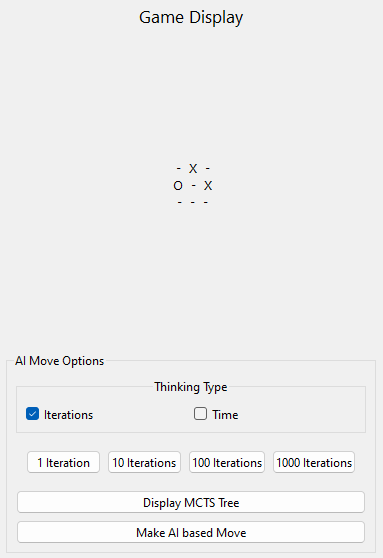 Game Display
- X -
O - X
- - -
AI Move Options
Thinking Type
Iterations Time
1 Iteration 10 Iterations 100 Iterations 1000 Iterations
Display MCTS Tree
Make AI based Move